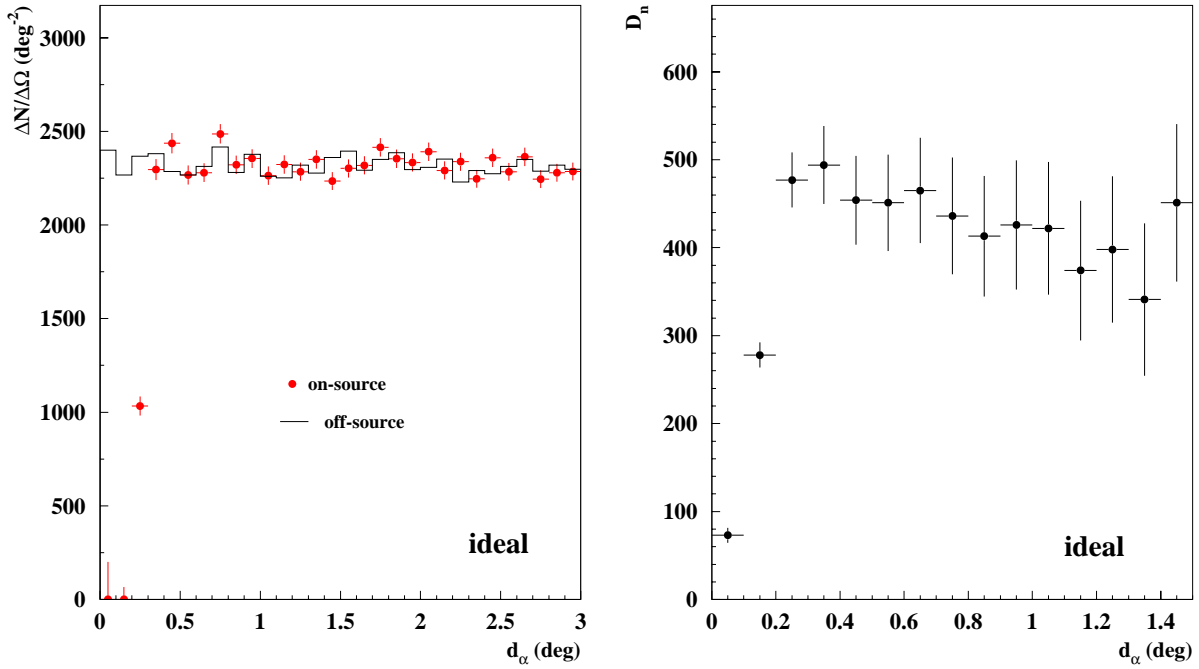 ΔN/ΔΩ (deg⁻²)
3000
2500
2000
1500
1000
500
0
0 0.5 1 1.5 2 2.5 3
d_α (deg)
on-source
off-source
ideal
D_n
600
500
400
300
200
100
0
0 0.2 0.4 0.6 0.8 1 1.2 1.4
d_α (deg)
ideal